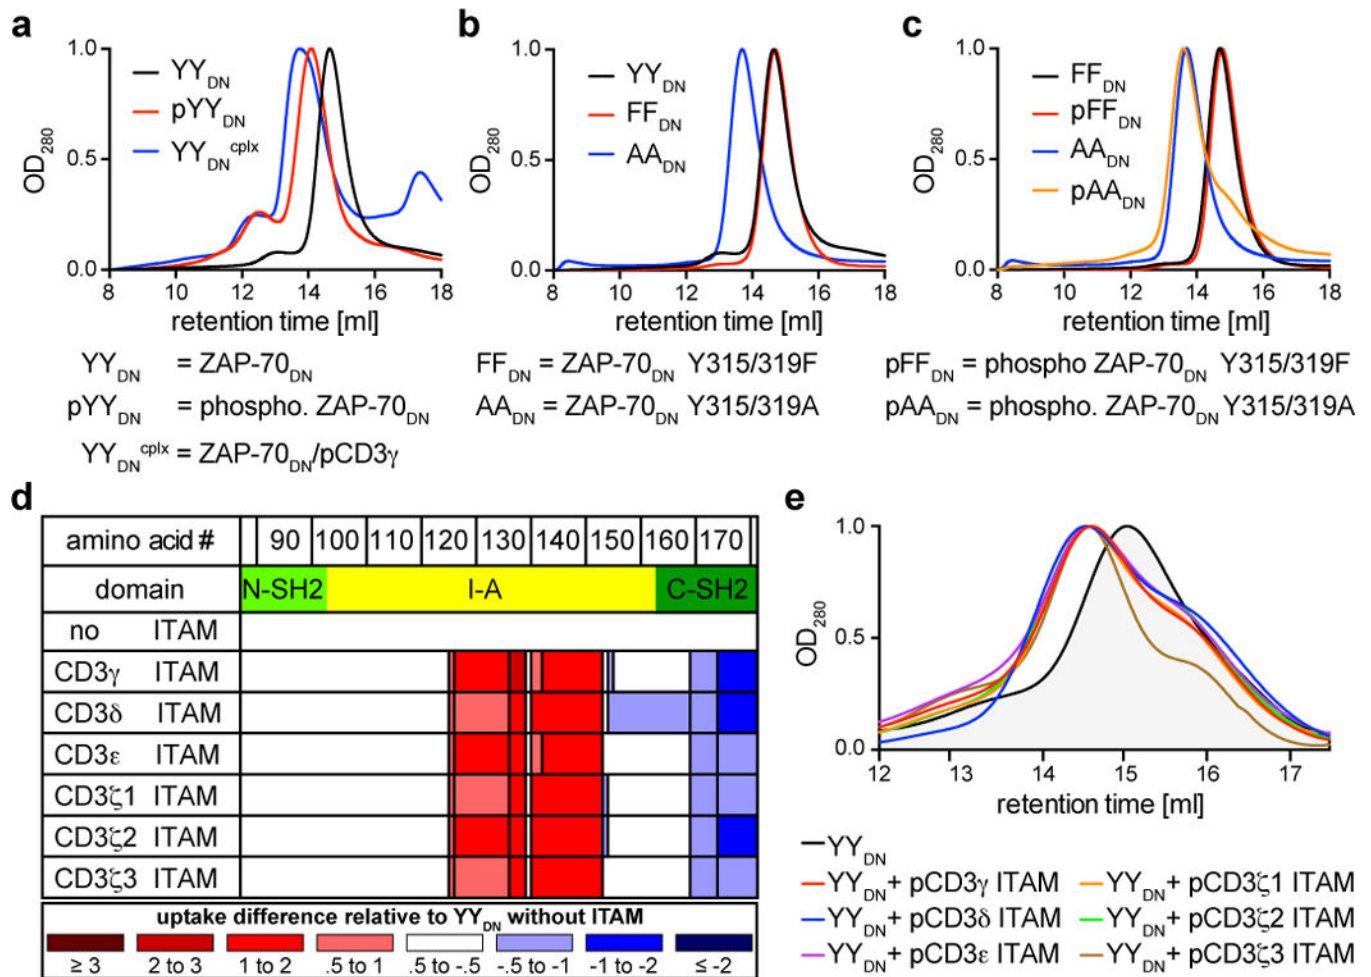 a
1.0
0.5
0.0
OD280
YYDN
pYYDN
YYDNcplx
8 10 12 14 16 18
retention time [ml]
YYDN = ZAP-70DN
pYYDN = phospho. ZAP-70DN
YYDNcplx = ZAP-70DN/pCD3γ
b
1.0
0.5
0.0
OD280
YYDN
FFDN
AADN
8 10 12 14 16 18
retention time [ml]
FFDN = ZAP-70DN Y315/319F
AADN = ZAP-70DN Y315/319A
c
1.0
0.5
0.0
OD280
FFDN
pFFDN
AADN
pAADN
8 10 12 14 16 18
retention time [ml]
pFFDN = phospho ZAP-70DN Y315/319F
pAADN = phospho. ZAP-70DN Y315/319A
d
amino acid # 90 100 110 120 130 140 150 160 170
domain N-SH2 I-A C-SH2
no ITAM
CD3γ ITAM
CD3δ ITAM
CD3ε ITAM
CD3ζ1 ITAM
CD3ζ2 ITAM
CD3ζ3 ITAM
uptake difference relative to YYDN without ITAM
≥ 3 2 to 3 1 to 2 .5 to 1 .5 to -.5 -.5 to -1 -1 to -2 ≤ -2
e
1.0
0.5
0.0
OD280
12 13 14 15 16 17
retention time [ml]
YYDN
YYDN+ pCD3γ ITAM YYDN+ pCD3ζ1 ITAM
YYDN+ pCD3δ ITAM YYDN+ pCD3ζ2 ITAM
YYDN+ pCD3ε ITAM YYDN+ pCD3ζ3 ITAM